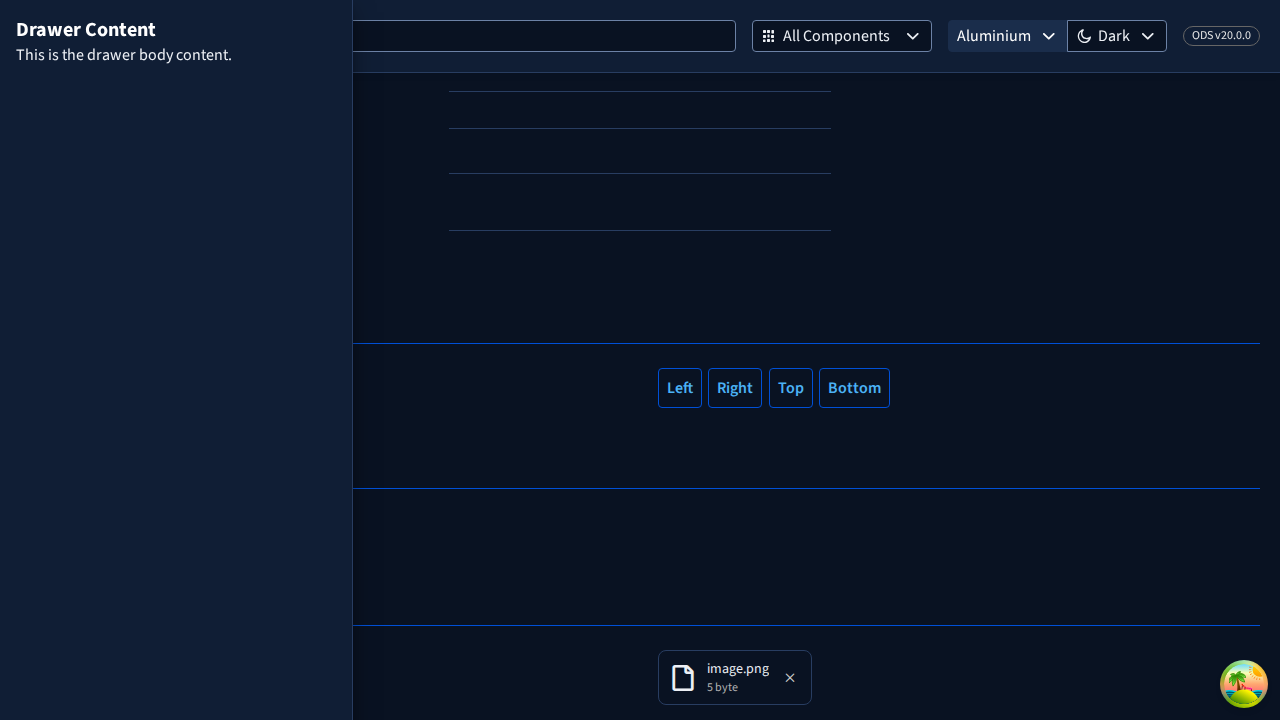 Drawer Content
This is the drawer body content.
All Components
Aluminium
Dark
ODS v20.0.0
Left
Right
Top
Bottom
image.png
5 byte